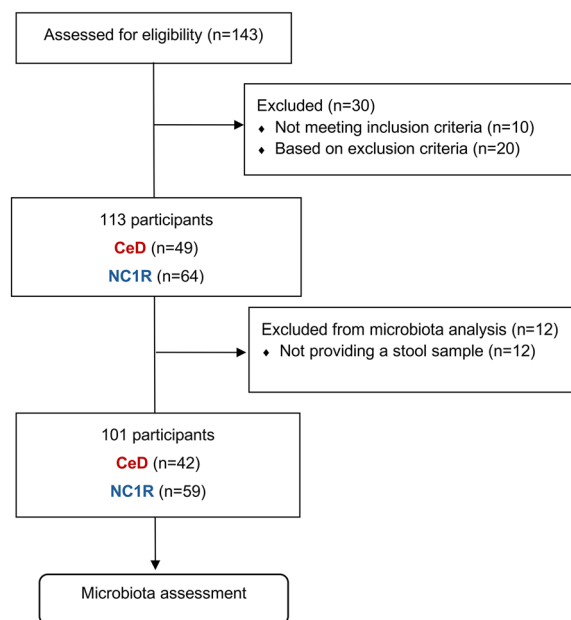 Assessed for eligibility (n=143)
Excluded (n=30)
♦ Not meeting inclusion criteria (n=10)
♦ Based on exclusion criteria (n=20)
113 participants
CeD (n=49)
NC1R (n=64)
Excluded from microbiota analysis (n=12)
♦ Not providing a stool sample (n=12)
101 participants
CeD (n=42)
NC1R (n=59)
Microbiota assessment